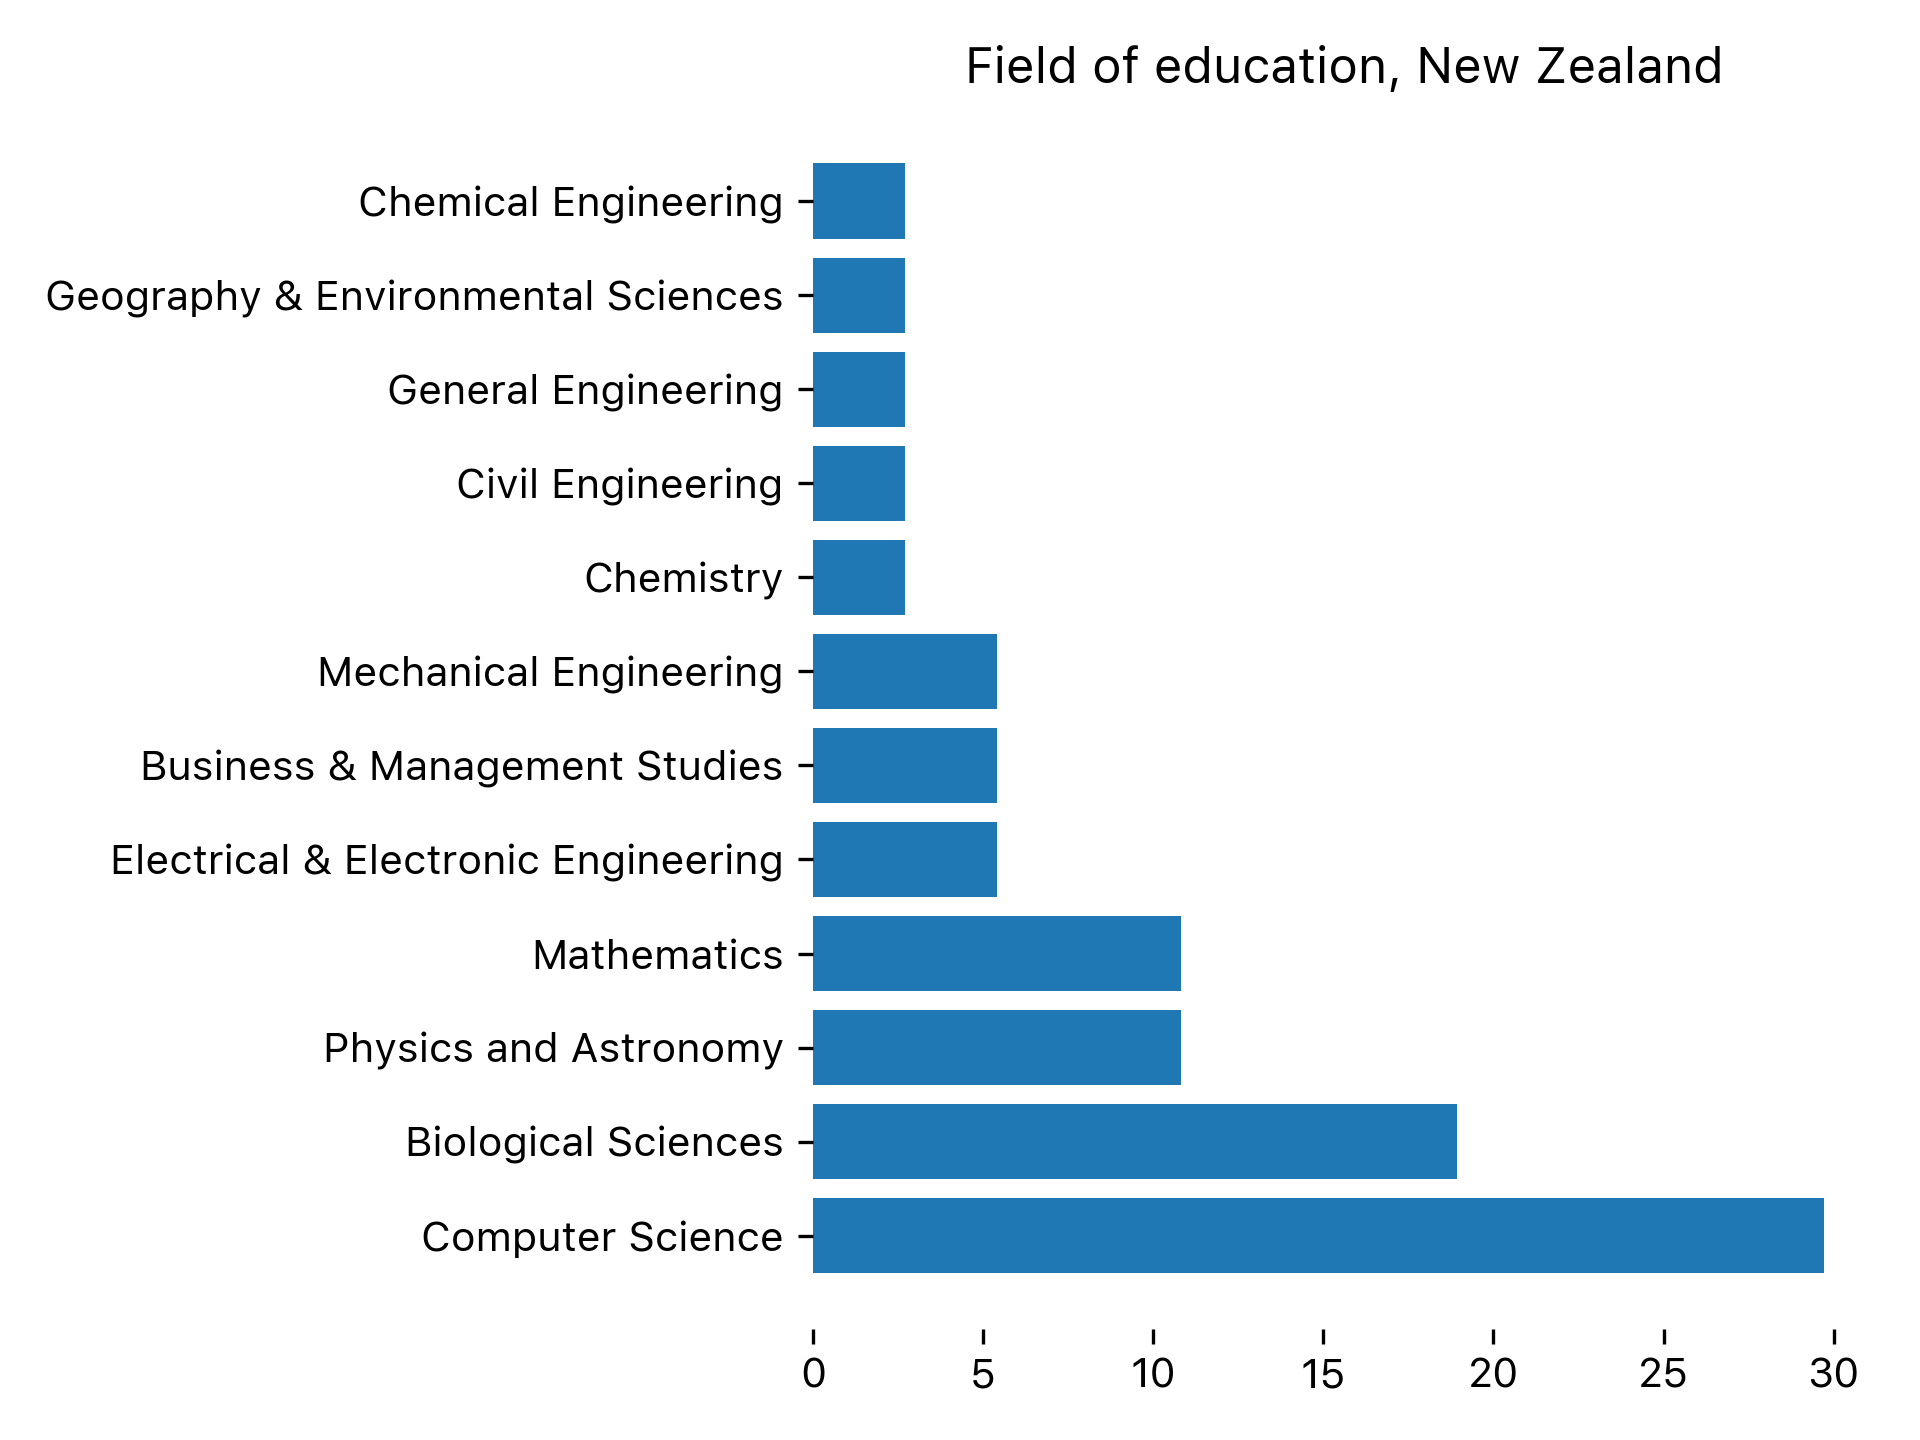 Field of education, New Zealand
Chemical Engineering
Geography & Environmental Sciences
General Engineering
Civil Engineering
Chemistry
Mechanical Engineering
Business & Management Studies
Electrical & Electronic Engineering
Mathematics
Physics and Astronomy
Biological Sciences
Computer Science
0 5 10 15 20 25 30